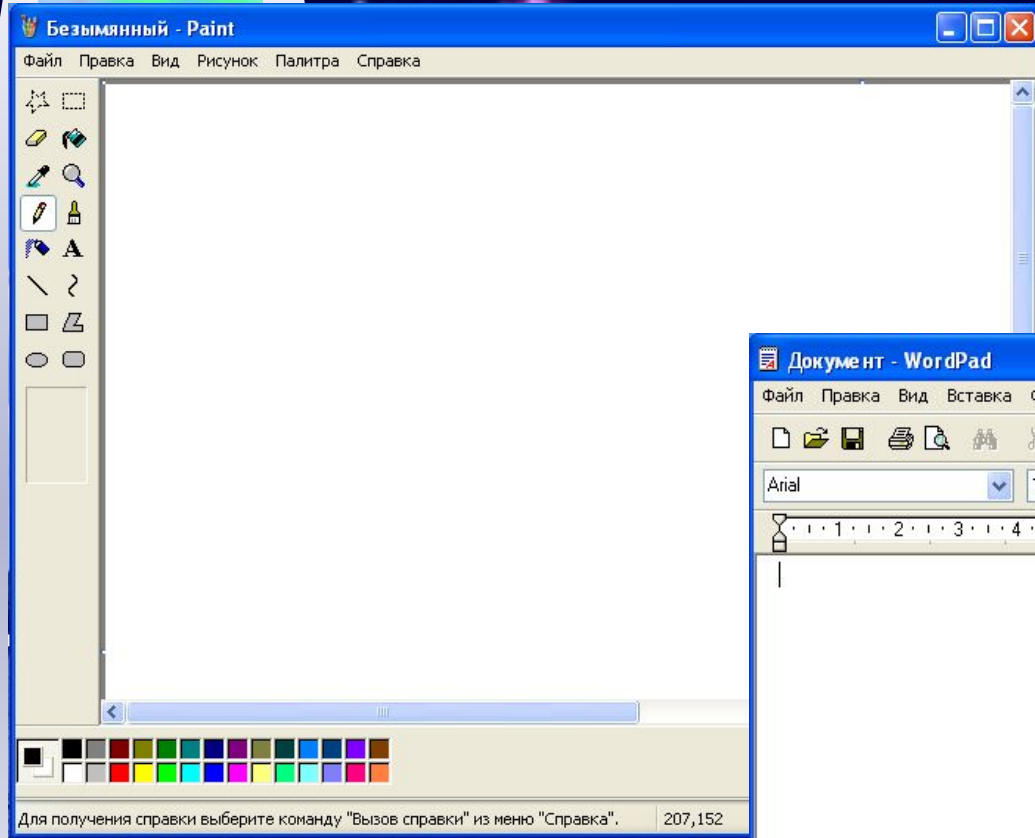 Безымянный - Paint
Файл Правка Вид Рисунок Палитра Справка
A
Документ - WordPad
Файл Правка Вид Вставка
Arial
1 2 3 4
Для получения справки выберите команду "Вызов справки" из меню "Справка".
207,152